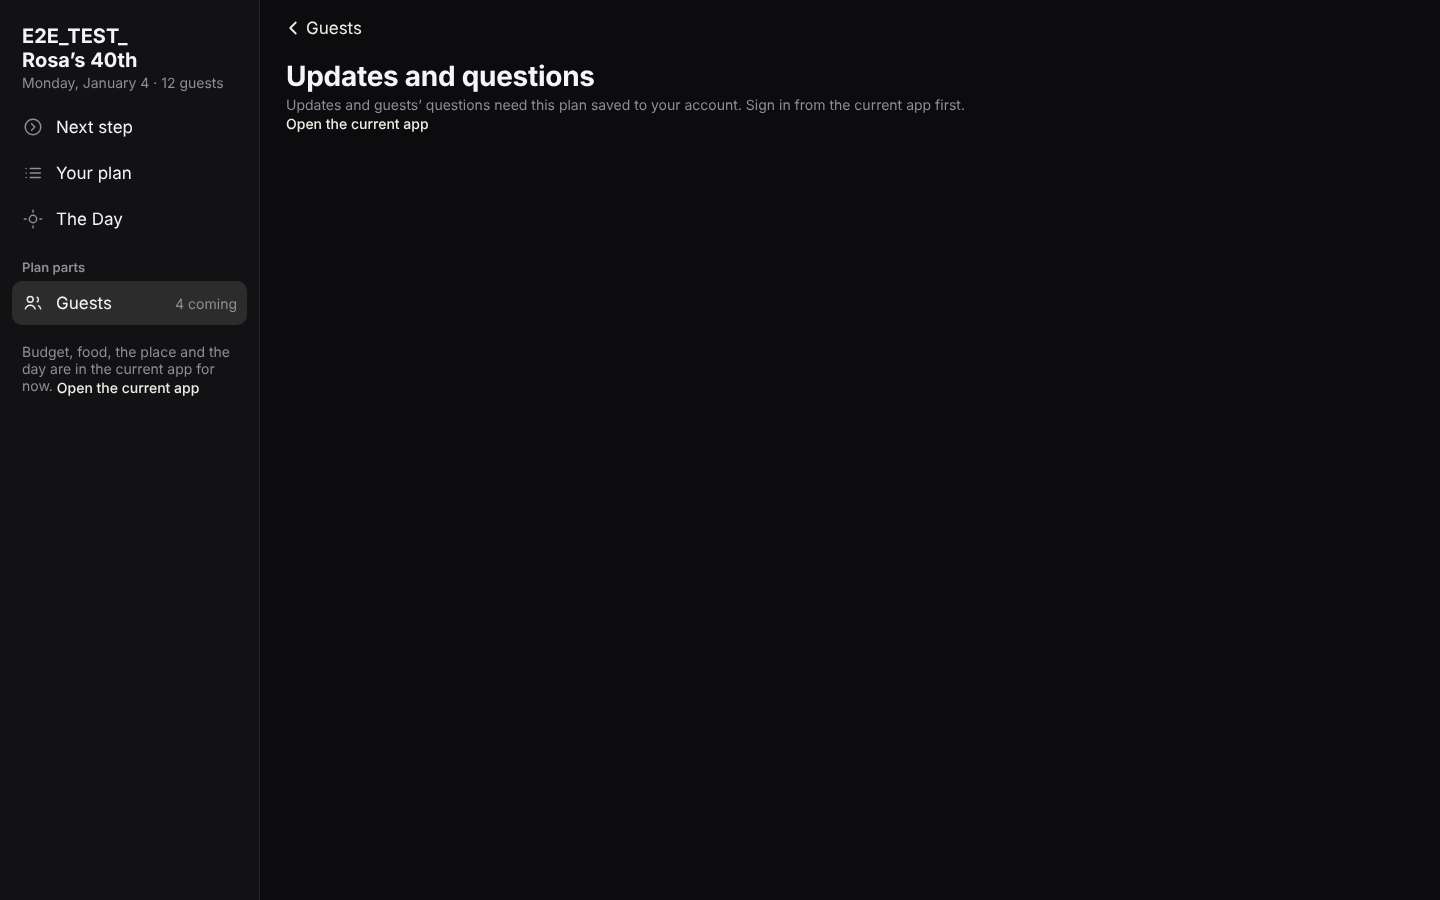 E2E_TEST_
Rosa’s 40th
Monday, January 4 · 12 guests
Next step
Your plan
The Day
Plan parts
Guests 4 coming
Budget, food, the place and the
day are in the current app for
now. Open the current app
Guests
Updates and questions
Updates and guests’ questions need this plan saved to your account. Sign in from the current app first.
Open the current app